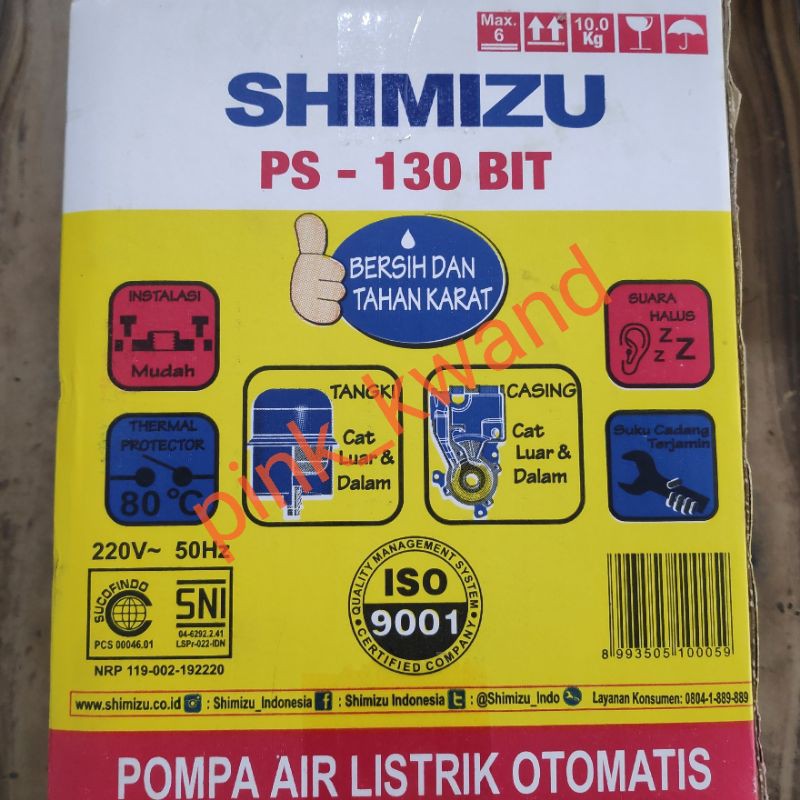 Max. 6
10.0 Kg
SHIMIZU
PS - 130 BIT
BERSIH DAN
TAHAN KARAT
INSTALASI
Mudah
SUARA
HALUS
Z Z Z
TANGKI
Cat
Luar &
Dalam
CASING
Cat
Luar &
Dalam
THERMAL
PROTECTOR
80 °C
Suku Cadang
Terjamin
pink_kwand
220V~ 50Hz
SUCOFINDO
PCS 00046.01
SNI
04-6292.2.41
LSPr-022-IDN
NRP 119-002-192220
QUALITY MANAGEMENT SYSTEM
ISO
9001
CERTIFIED COMPANY
8 993505 100059
www.shimizu.co.id : Shimizu_Indonesia f : Shimizu Indonesia t : @Shimizu_Indo Layanan Konsumen: 0804-1-889-889
POMPA AIR LISTRIK OTOMATIS